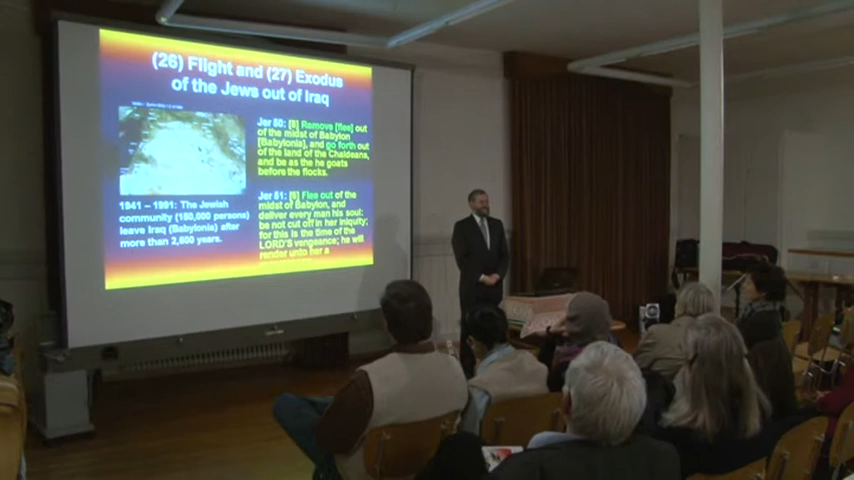 (26) Flight and (27) Exodus
of the Jews out of Iraq
Jer 50: [8] Remove [flee] out
of the midst of Babylon
[Babylonia], and go forth out
of the land of the Chaldeans,
and be as the he goats
before the flocks.
1941 – 1991: The Jewish
community (150,000 persons)
leave Iraq (Babylonia) after
more than 2,500 years.
Jer 51: [6] Flee out of the
midst of Babylon, and
deliver every man his soul:
be not cut off in her iniquity;
for this is the time of the
LORD'S vengeance; he will
render unto her a